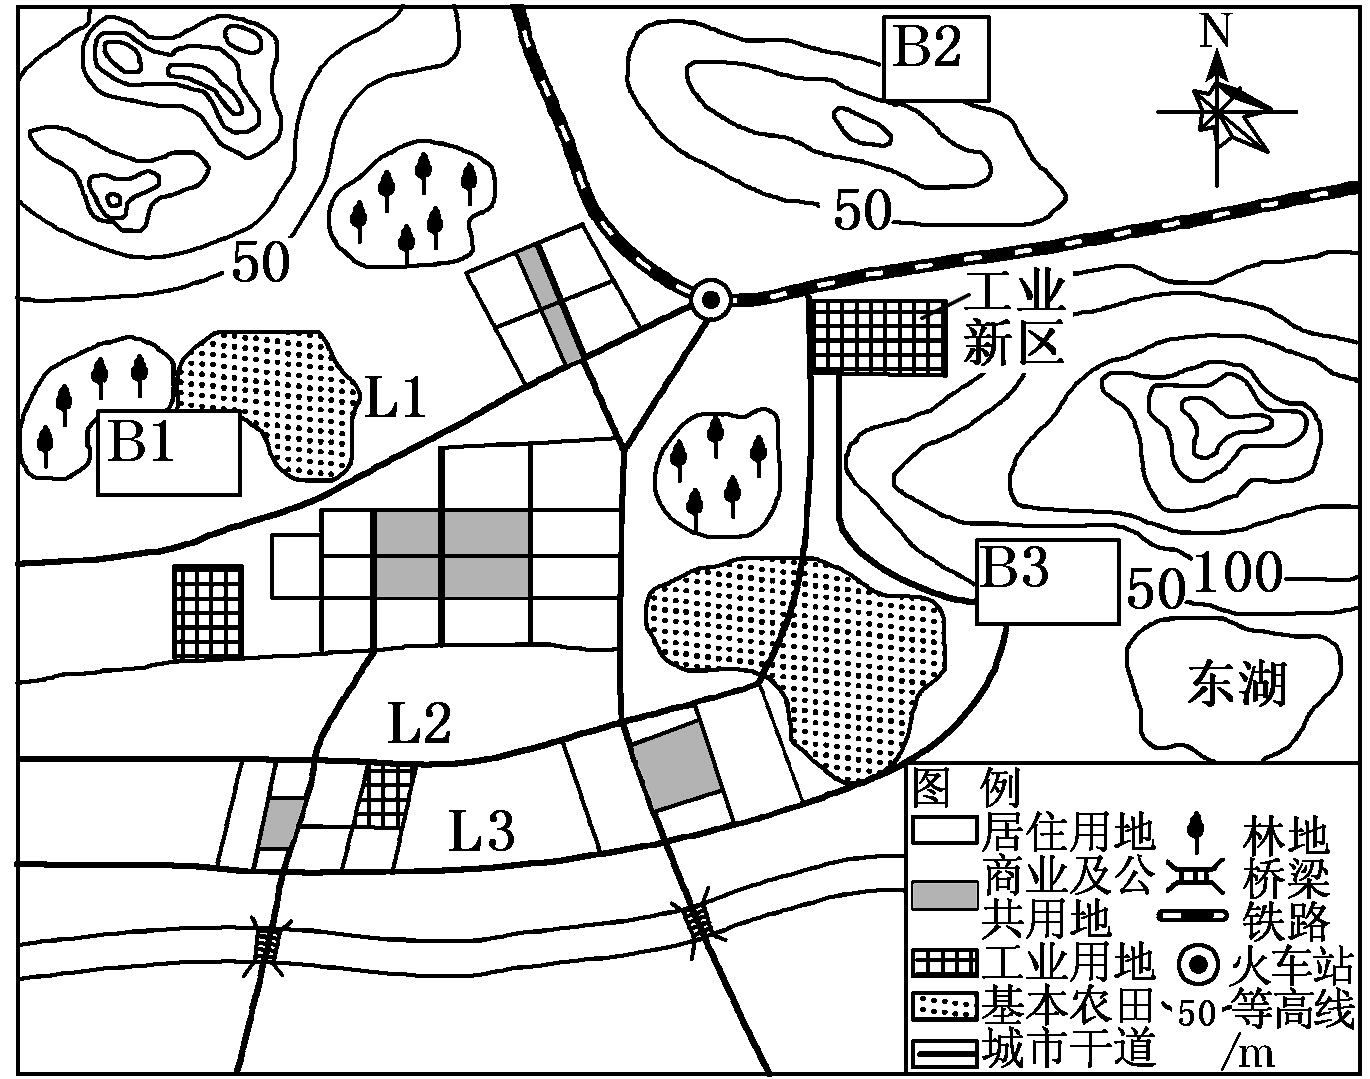 N
B2
50
50
工业
新区
L1
B1
B3
50
100
东湖
L2
L3
图 例
居住用地
林地
商业及公
共用地
桥梁
铁路
工业用地
火车站
基本农田
50
等高线
/m
城市干道